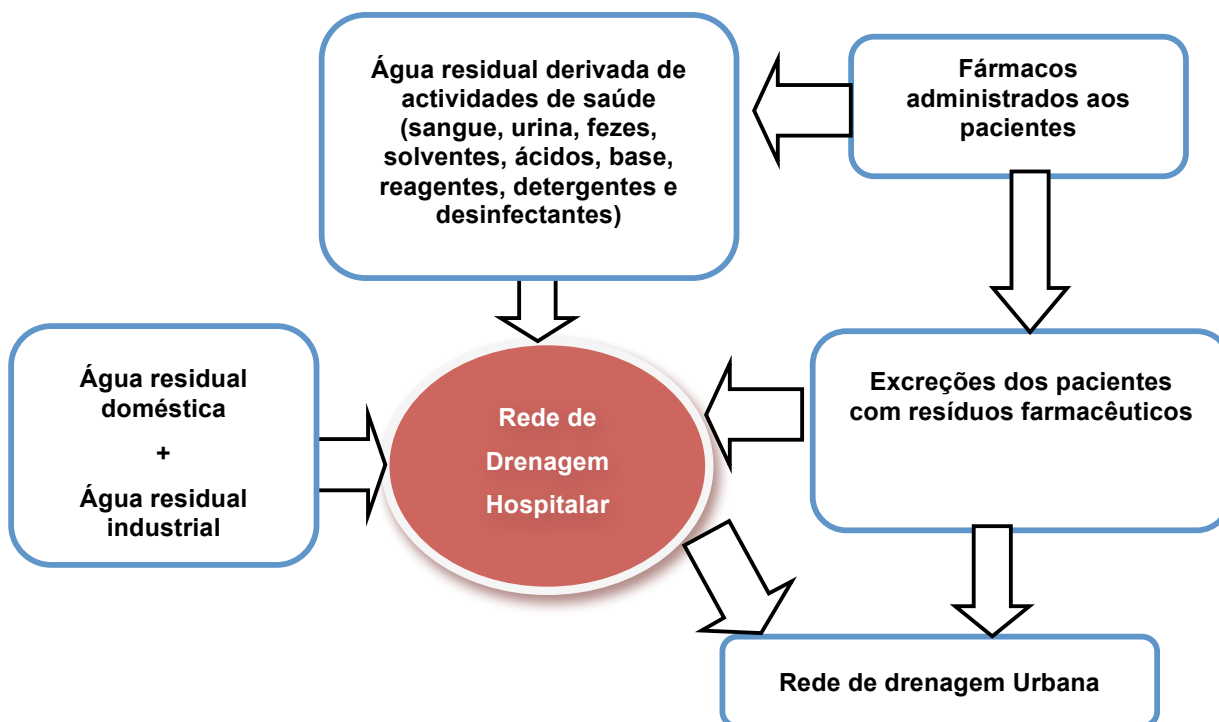 Água residual derivada de
actividades de saúde
(sangue, urina, fezes,
solventes, ácidos, base,
reagentes, detergentes e
desinfectantes)
Fármacos
administrados aos
pacientes
Água residual
doméstica
+
Água residual
industrial
Rede de
Drenagem
Hospitalar
Excreções dos pacientes
com resíduos farmacêuticos
Rede de drenagem Urbana